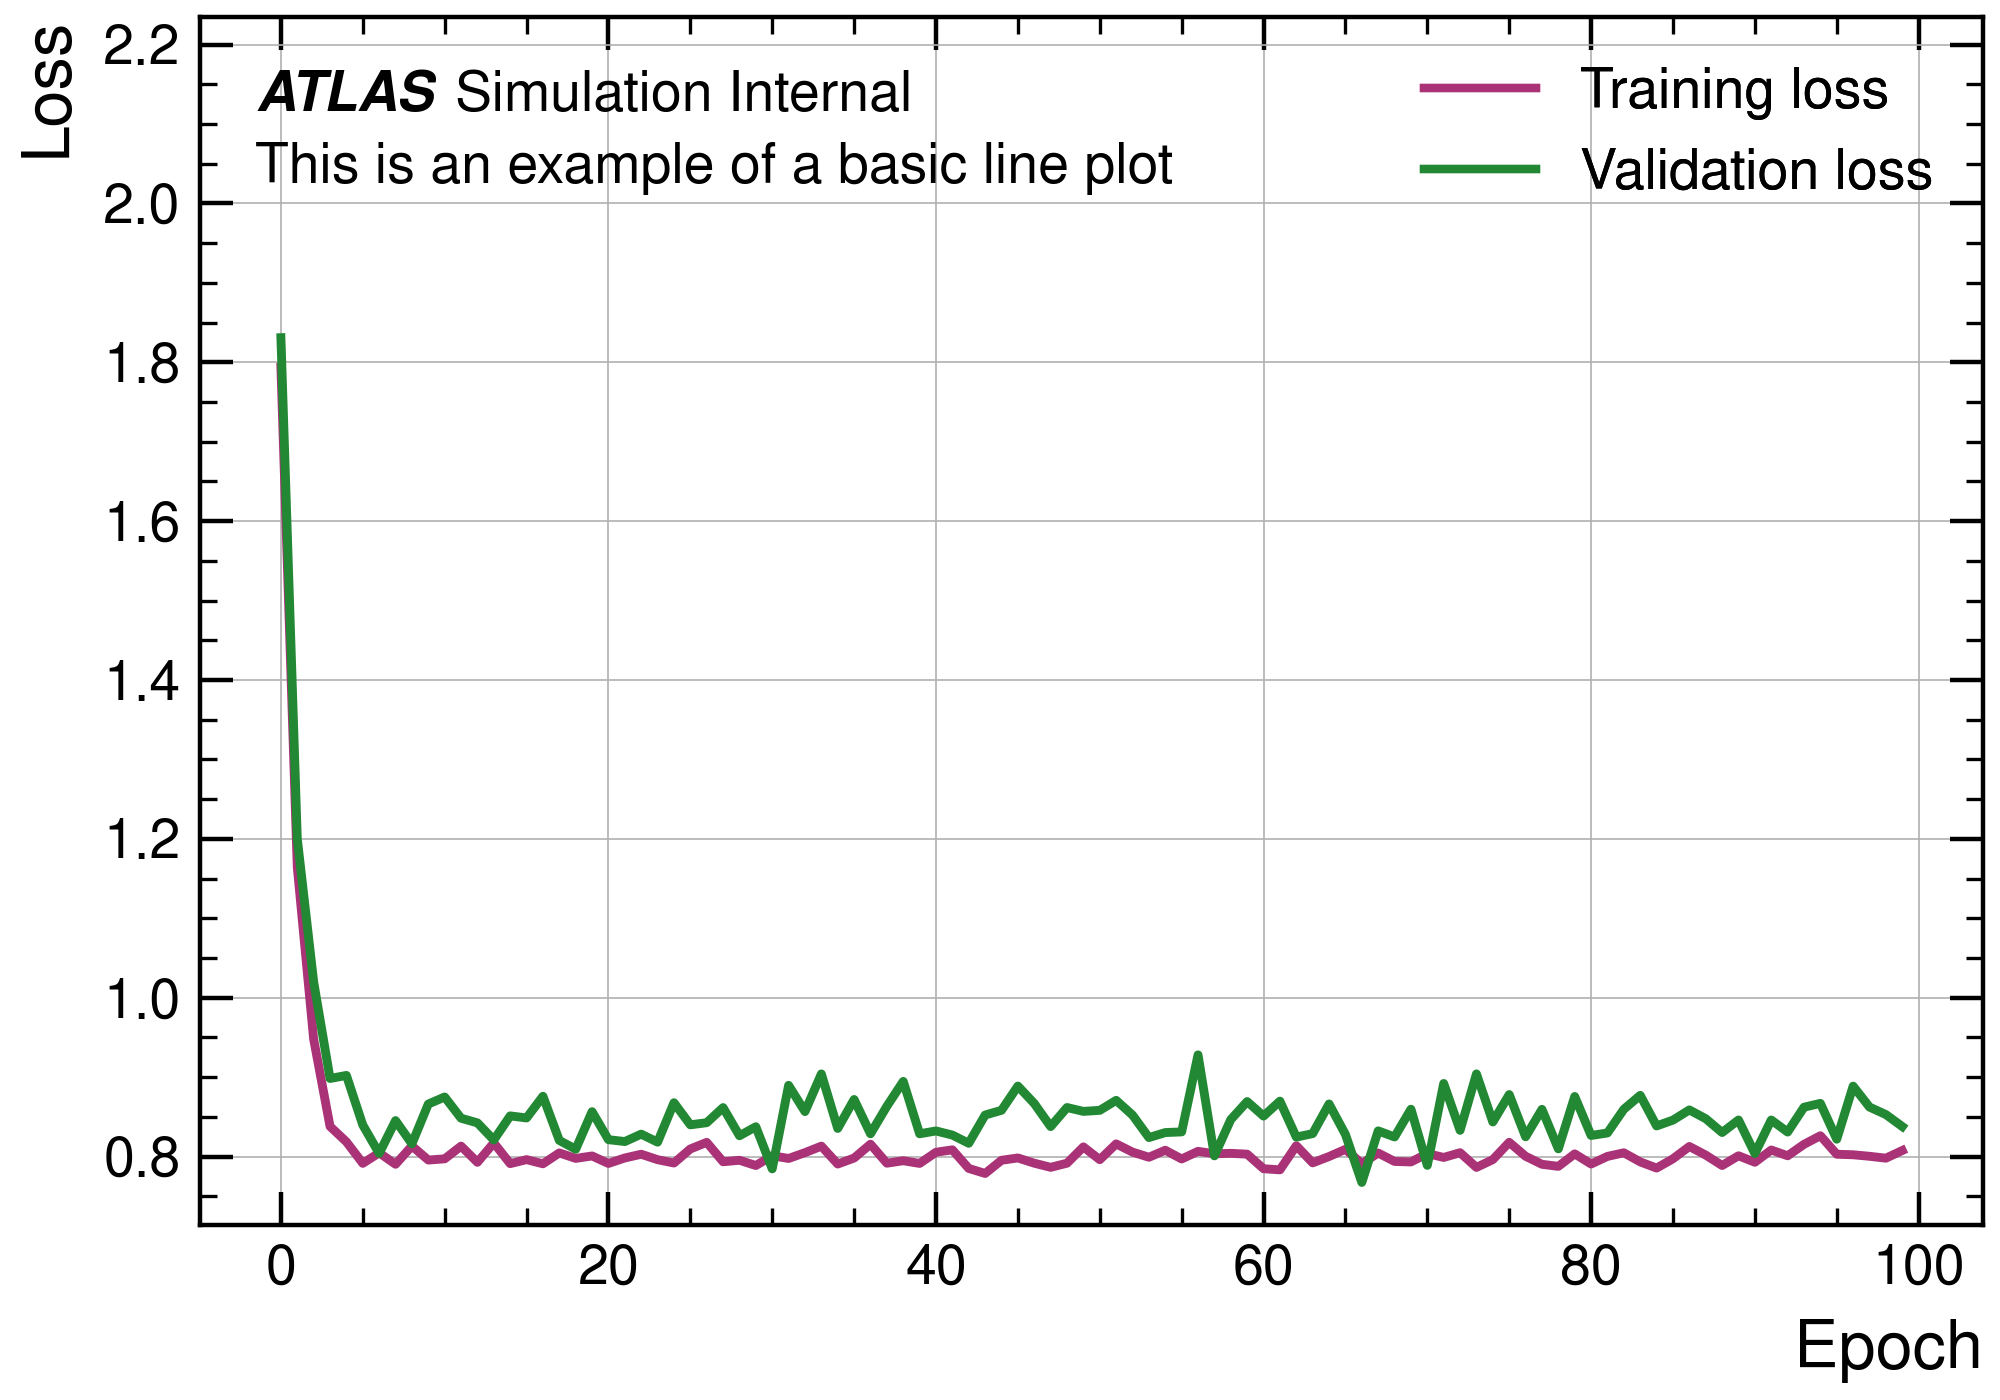 Loss
2.2
2.0
1.8
1.6
1.4
1.2
1.0
0.8
ATLAS Simulation Internal
This is an example of a basic line plot
Training loss
Validation loss
0 20 40 60 80 100
Epoch